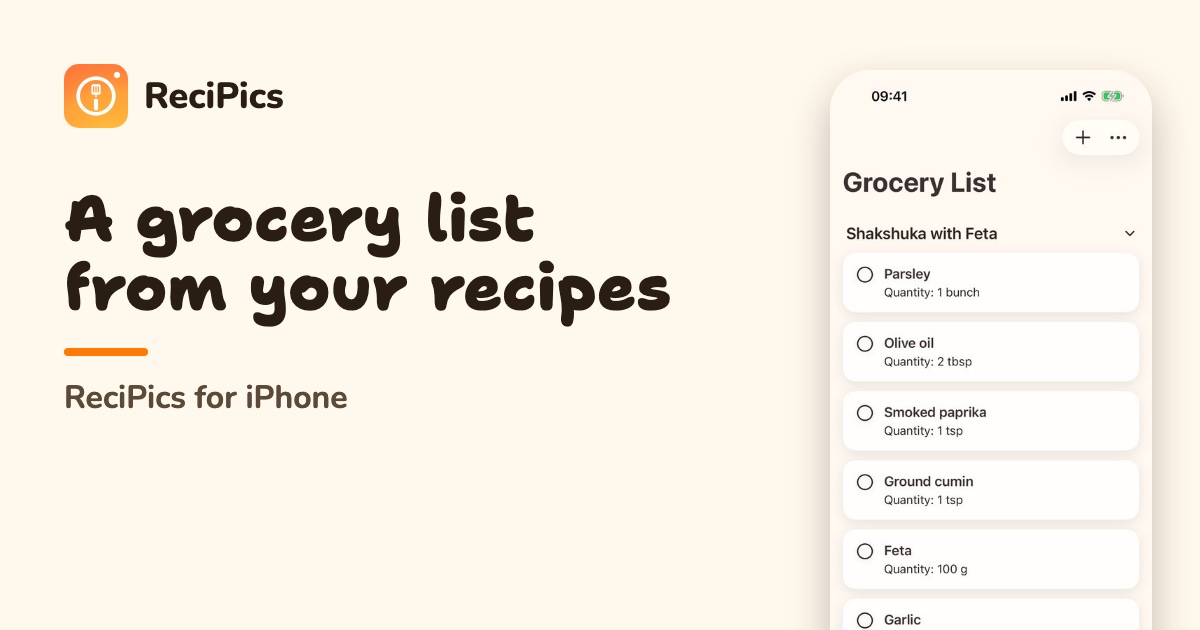 ReciPics
A grocery list
from your recipes
ReciPics for iPhone
09:41
Grocery List
Shakshuka with Feta
Parsley
Quantity: 1 bunch
Olive oil
Quantity: 2 tbsp
Smoked paprika
Quantity: 1 tsp
Ground cumin
Quantity: 1 tsp
Feta
Quantity: 100 g
Garlic